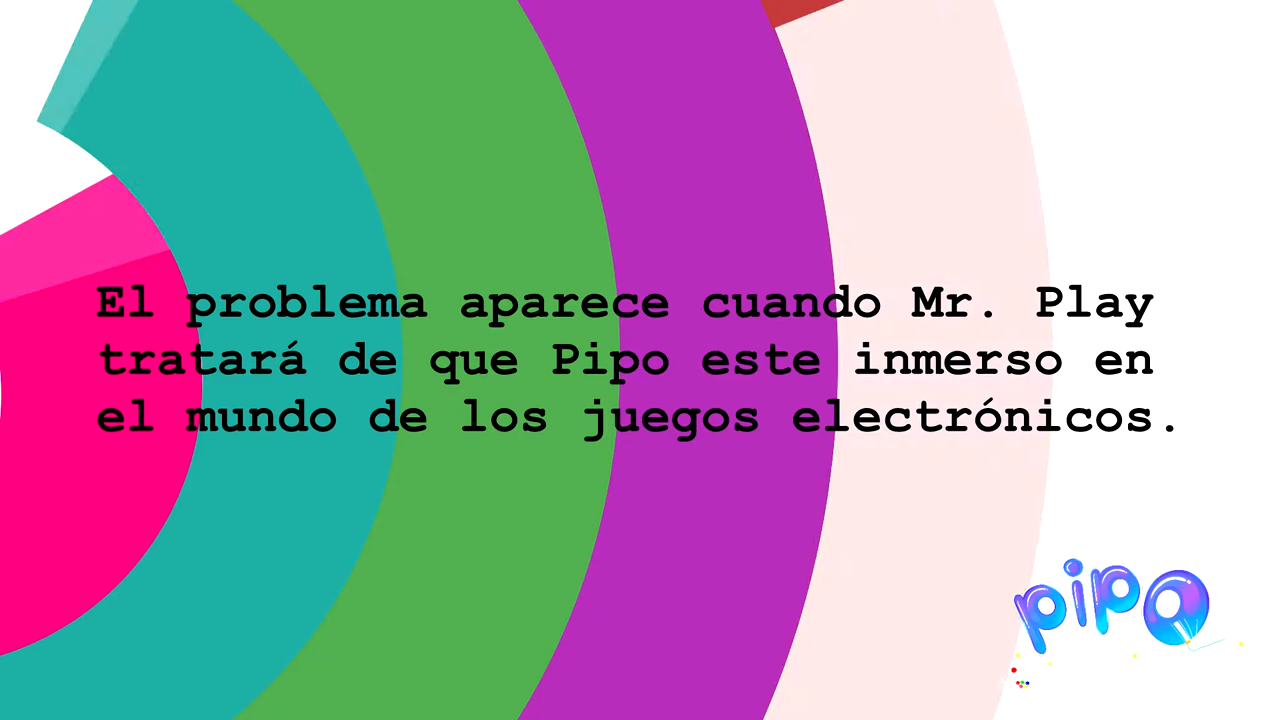 El problema aparece cuando Mr. Play
tratará de que Pipo este inmerso en
el mundo de los juegos electrónicos.
pipo